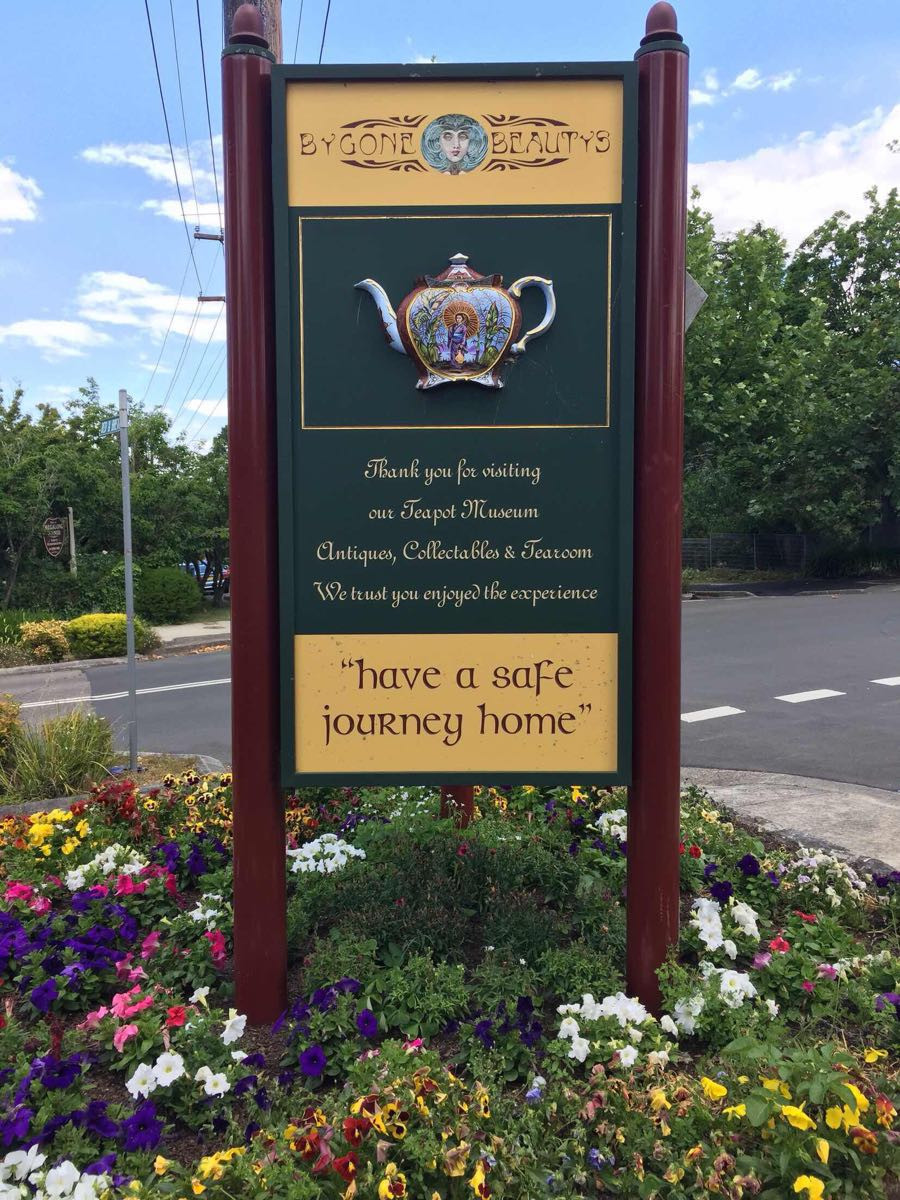 BYGONE BEAUTYS
Thank you for visiting
our Teapot Museum
Antiques, Collectables & Tearoom
We trust you enjoyed the experience
“have a safe
journey home”